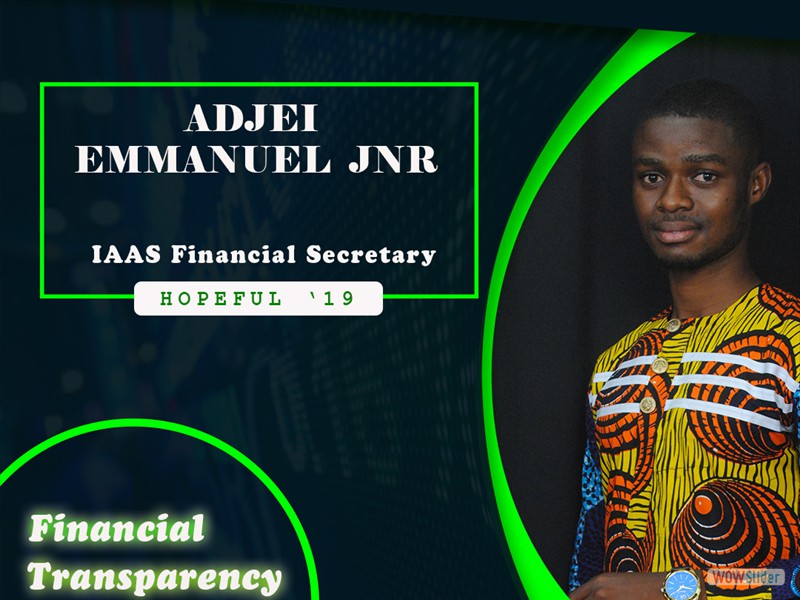 ADJEI
EMMANUEL JNR
IAAS Financial Secretary
HOPEFUL ‘19
Financial
Transparency
WOWSlider